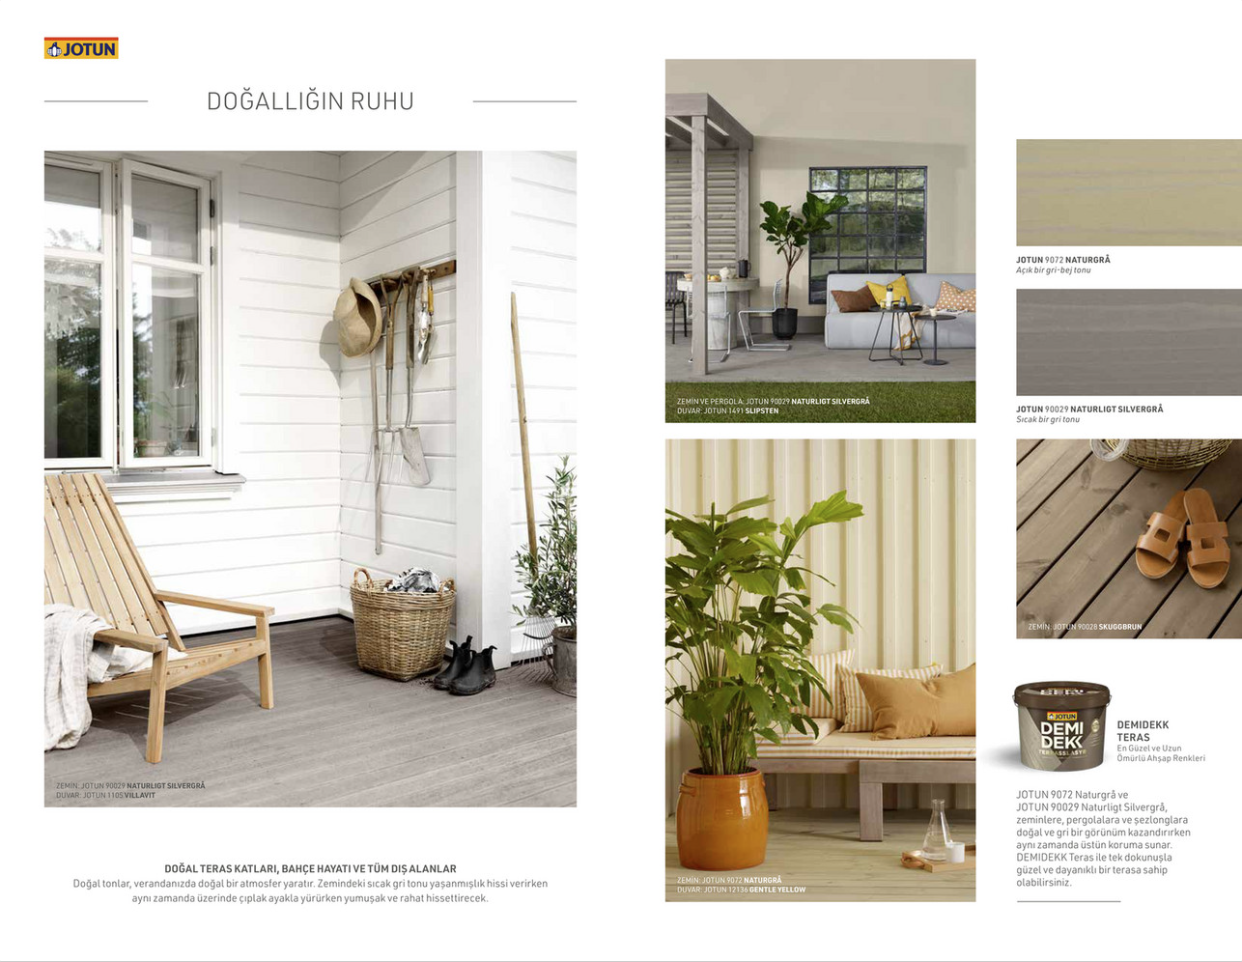 JOTUN
DOĞALLIĞIN RUHU
ZEMİN: JOTUN 90029 NATURLIGT SILVERGRÅ
DUVAR: JOTUN 1105 VILLAVIT
DOĞAL TERAS KATLARI, BAHÇE HAYATI VE TÜM DIŞ ALANLAR
Doğal tonlar, verandanızda doğal bir atmosfer yaratır. Zemindeki sıcak gri tonu yaşanmışlık hissi verirken
aynı zamanda üzerinde çıplak ayakla yürürken yumuşak ve rahat hissettirecek.
ZEMİN VE PERGOLA: JOTUN 90029 NATURLIGT SILVERGRÅ
DUVAR: JOTUN 1491 SLIPSTEN
ZEMİN: JOTUN 9072 NATURGRÅ
DUVAR: JOTUN 12136 GENTLE YELLOW
JOTUN 9072 NATURGRÅ
Açık bir gri-bej tonu
JOTUN 90029 NATURLIGT SILVERGRÅ
Sıcak bir gri tonu
ZEMİN: JOTUN 90028 SKUGGBRUN
JOTUN
DEMI
DEKK
TERRASSLASYR
DEMIDEKK
TERAS
En Güzel ve Uzun
Ömürlü Ahşap Renkleri
JOTUN 9072 Naturgrå ve
JOTUN 90029 Naturligt Silvergrå,
zeminlere, pergolalara ve şezlonglara
doğal ve gri bir görünüm kazandırırken
aynı zamanda üstün koruma sunar.
DEMIDEKK Teras ile tek dokunuşla
güzel ve dayanıklı bir terasa sahip
olabilirsiniz.